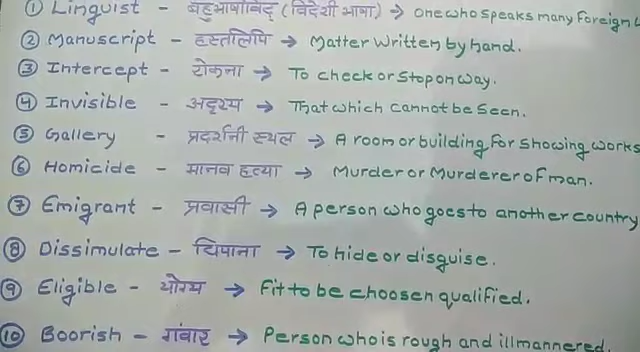 ① Linguist - बहुभाषाविद् (विदेशी भाषा) → one who speaks many foreign
② Manuscript - हस्तलिपि → Matter written by hand.
③ Intercept - रोकना → To check or stop on way.
④ Invisible - अदृश्य → That which cannot be seen.
⑤ Gallery - प्रदर्शनी स्थल → A room or building for showing works
⑥ Homicide - मानव हत्या → Murder or Murderer of man.
⑦ Emigrant - प्रवासी → A person who goes to another country
⑧ Dissimulate - छिपाना → To hide or disguise.
⑨ Eligible - योग्य → Fit to be choosen qualified.
⑩ Boorish - गंवार → Person who is rough and illmannered.